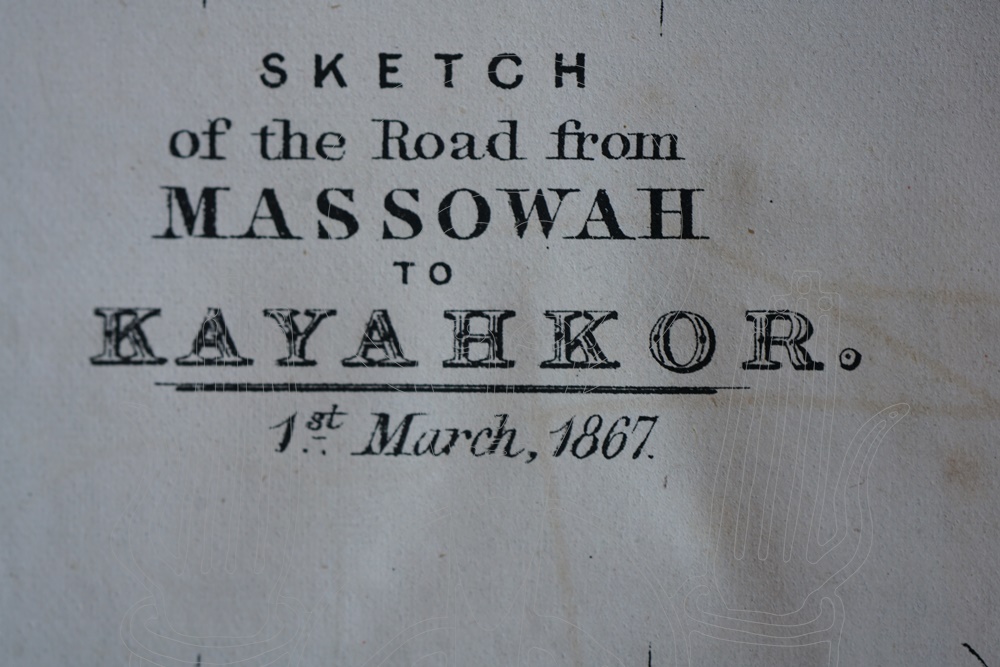 SKETCH
of the Road from
MASSOWAH
TO
KAYAHKOR.
1st March, 1867.